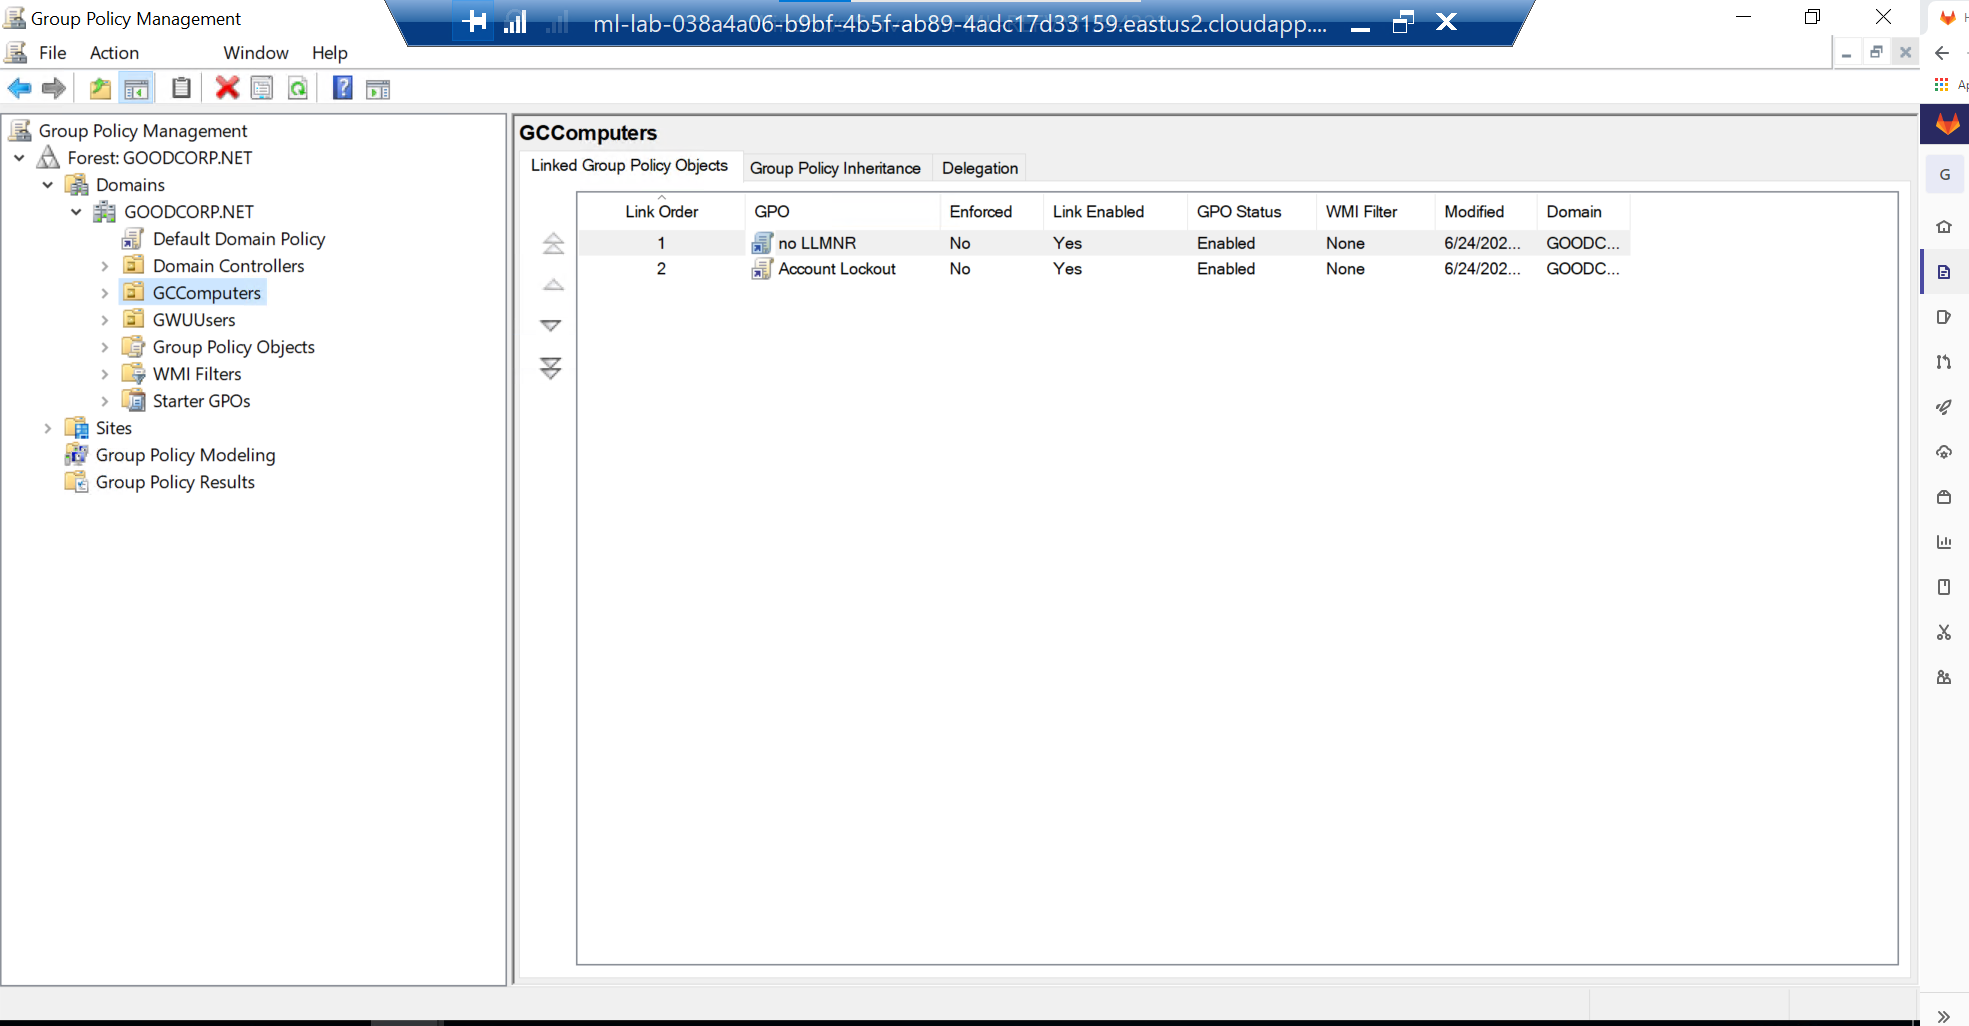 Group Policy Management
ml-lab-038a4a06-b9bf-4b5f-ab89-4adc17d33159.eastus2.cloudapp....
File Action Window Help
Group Policy Management
Forest: GOODCORP.NET
Domains
GOODCORP.NET
Default Domain Policy
Domain Controllers
GCComputers
GWUUsers
Group Policy Objects
WMI Filters
Starter GPOs
Sites
Group Policy Modeling
Group Policy Results
GCComputers
Linked Group Policy Objects Group Policy Inheritance Delegation
Link Order GPO Enforced Link Enabled GPO Status WMI Filter Modified Domain
1 no LLMNR No Yes Enabled None 6/24/202... GOODC...
2 Account Lockout No Yes Enabled None 6/24/202... GOODC...
G